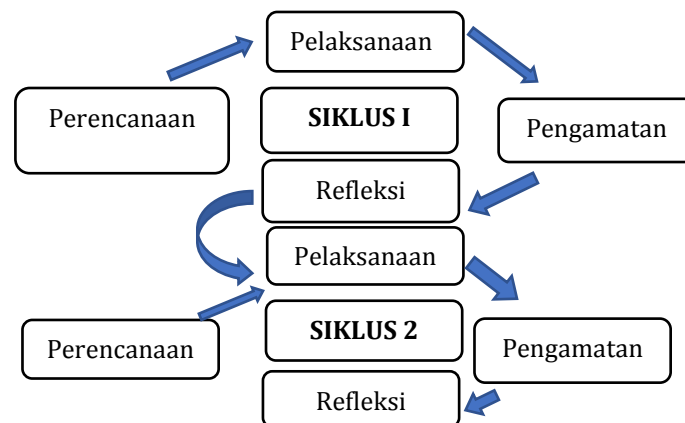 Pelaksanaan
Perencanaan
SIKLUS I
Pengamatan
Refleksi
Pelaksanaan
SIKLUS 2
Perencanaan
Pengamatan
Refleksi